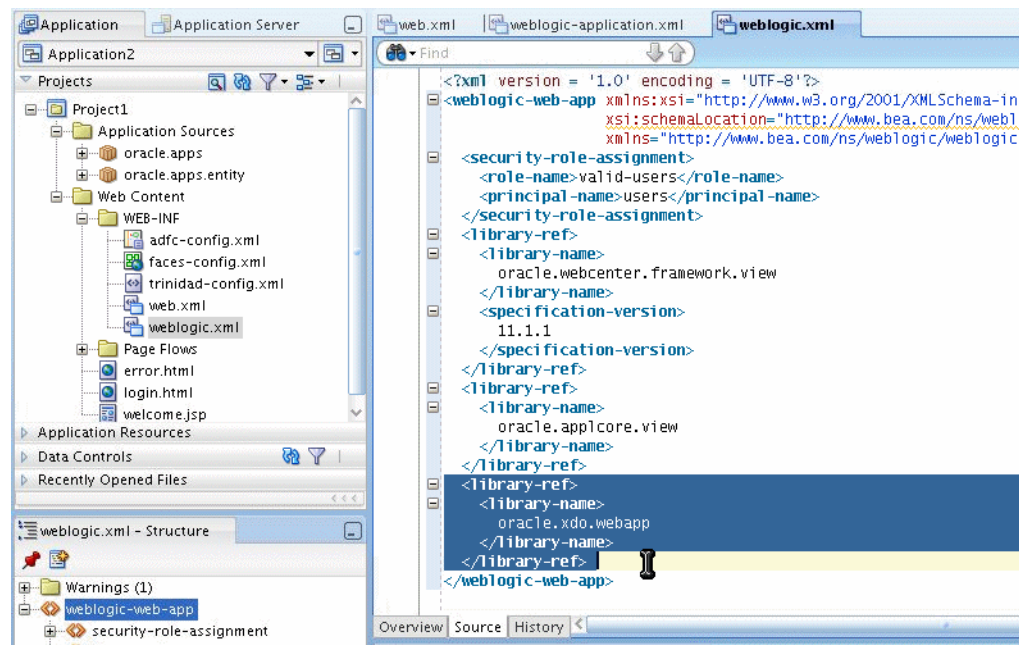 Application
Application Server
Application2
Projects
Project1
Application Sources
oracle.apps
oracle.apps.entity
Web Content
WEB-INF
adfc-config.xml
faces-config.xml
trinidad-config.xml
web.xml
weblogic.xml
Page Flows
error.html
login.html
welcome.jsp
Application Resources
Data Controls
Recently Opened Files
weblogic.xml - Structure
Warnings (1)
weblogic-web-app
security-role-assignment
web.xml
weblogic-application.xml
weblogic.xml
Find
<?xml version = '1.0' encoding = 'UTF-8'?>
<weblogic-web-app xmlns:xsi="http://www.w3.org/2001/XMLSchema-in
xsi:schemaLocation="http://www.bea.com/ns/webl
xmlns="http://www.bea.com/ns/weblogic/weblogic
<security-role-assignment>
<role-name>valid-users</role-name>
<principal-name>users</principal-name>
</security-role-assignment>
<library-ref>
<library-name>
oracle.webcenter.framework.view
</library-name>
<specification-version>
11.1.1
</specification-version>
</library-ref>
<library-ref>
<library-name>
oracle.applcore.view
</library-name>
</library-ref>
<library-ref>
<library-name>
oracle.xdo.webapp
</library-name>
</library-ref>
</weblogic-web-app>
Overview
Source
History